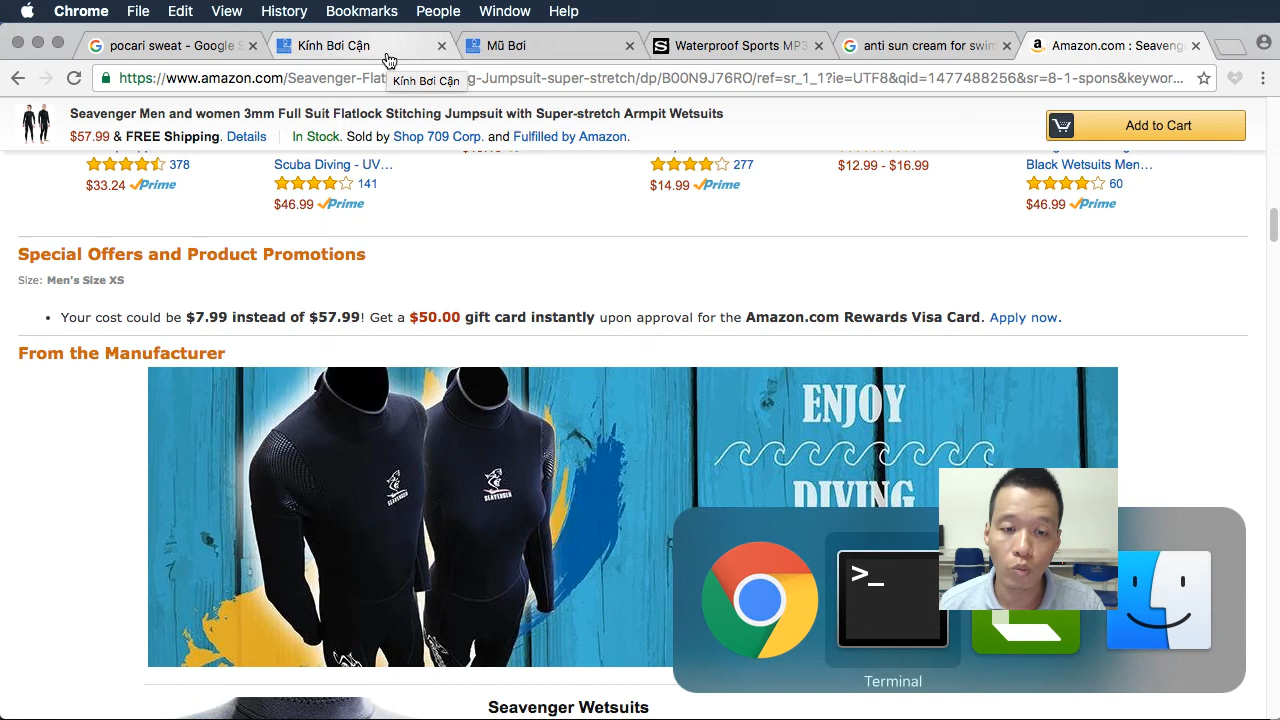 Chrome File Edit View History Bookmarks People Window Help
pocari sweat - Google S
Kính Bơi Cận
Mũ Bơi
Waterproof Sports MP3
anti sun cream for s
Amazon.com : Seaveng
https://www.amazon.com/Seavenger-Flat
g-Jumpsuit-super-stretch/dp/B00N9J76RO/ref=sr_1_1?ie=UTF8&qid=1477488256&sr=8-1-spons&keywor...
Kính Bơi Cận
Seavenger Men and women 3mm Full Suit Flatlock Stitching Jumpsuit with Super-stretch Armpit Wetsuits
$57.99 & FREE Shipping. Details In Stock. Sold by Shop 709 Corp. and Fulfilled by Amazon.
Add to Cart
378
$33.24 Prime
Scuba Diving - UV…
141
$46.99 Prime
277
$14.99 Prime
$12.99 - $16.99
Black Wetsuits Men…
60
$46.99 Prime
Special Offers and Product Promotions
Size: Men's Size XS
• Your cost could be $7.99 instead of $57.99! Get a $50.00 gift card instantly upon approval for the Amazon.com Rewards Visa Card. Apply now.
From the Manufacturer
ENJOY
DIVING
SEAVENGER
SEAVENGER
>_
Terminal
Seavenger Wetsuits